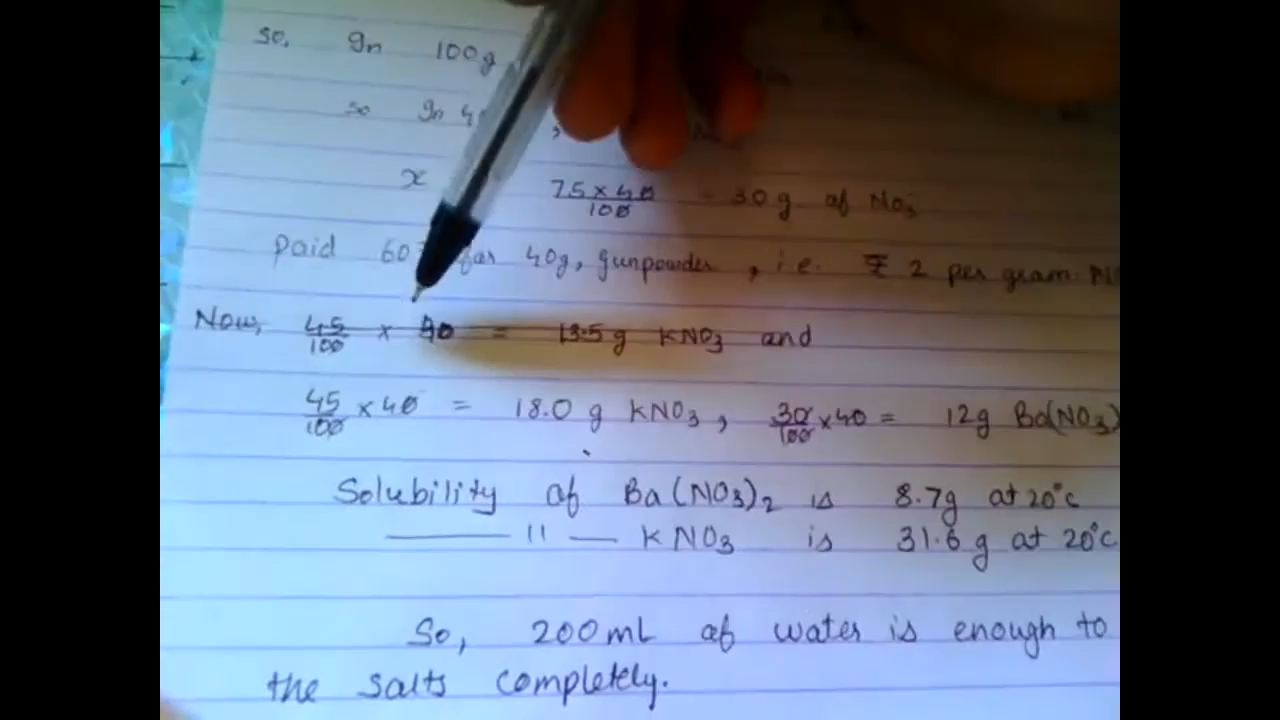 so, In 100g
so In
x 75 x 40 / 100 - 30 g of NO3
Paid 60₹ for 40g, gunpowder, i.e. ₹ 2 per gram.
Now, 45/100 x = 13.5 g KNO3 and
45/100 x 40 = 18.0 g KNO3, 30/100 x 40 = 12g Ba(NO3)
Solubility of Ba(NO3)2 is 8.7g at 20°c
—— 11 — KNO3 is 31.6 g at 20°c
So, 200mL of water is enough to
the salts completely.